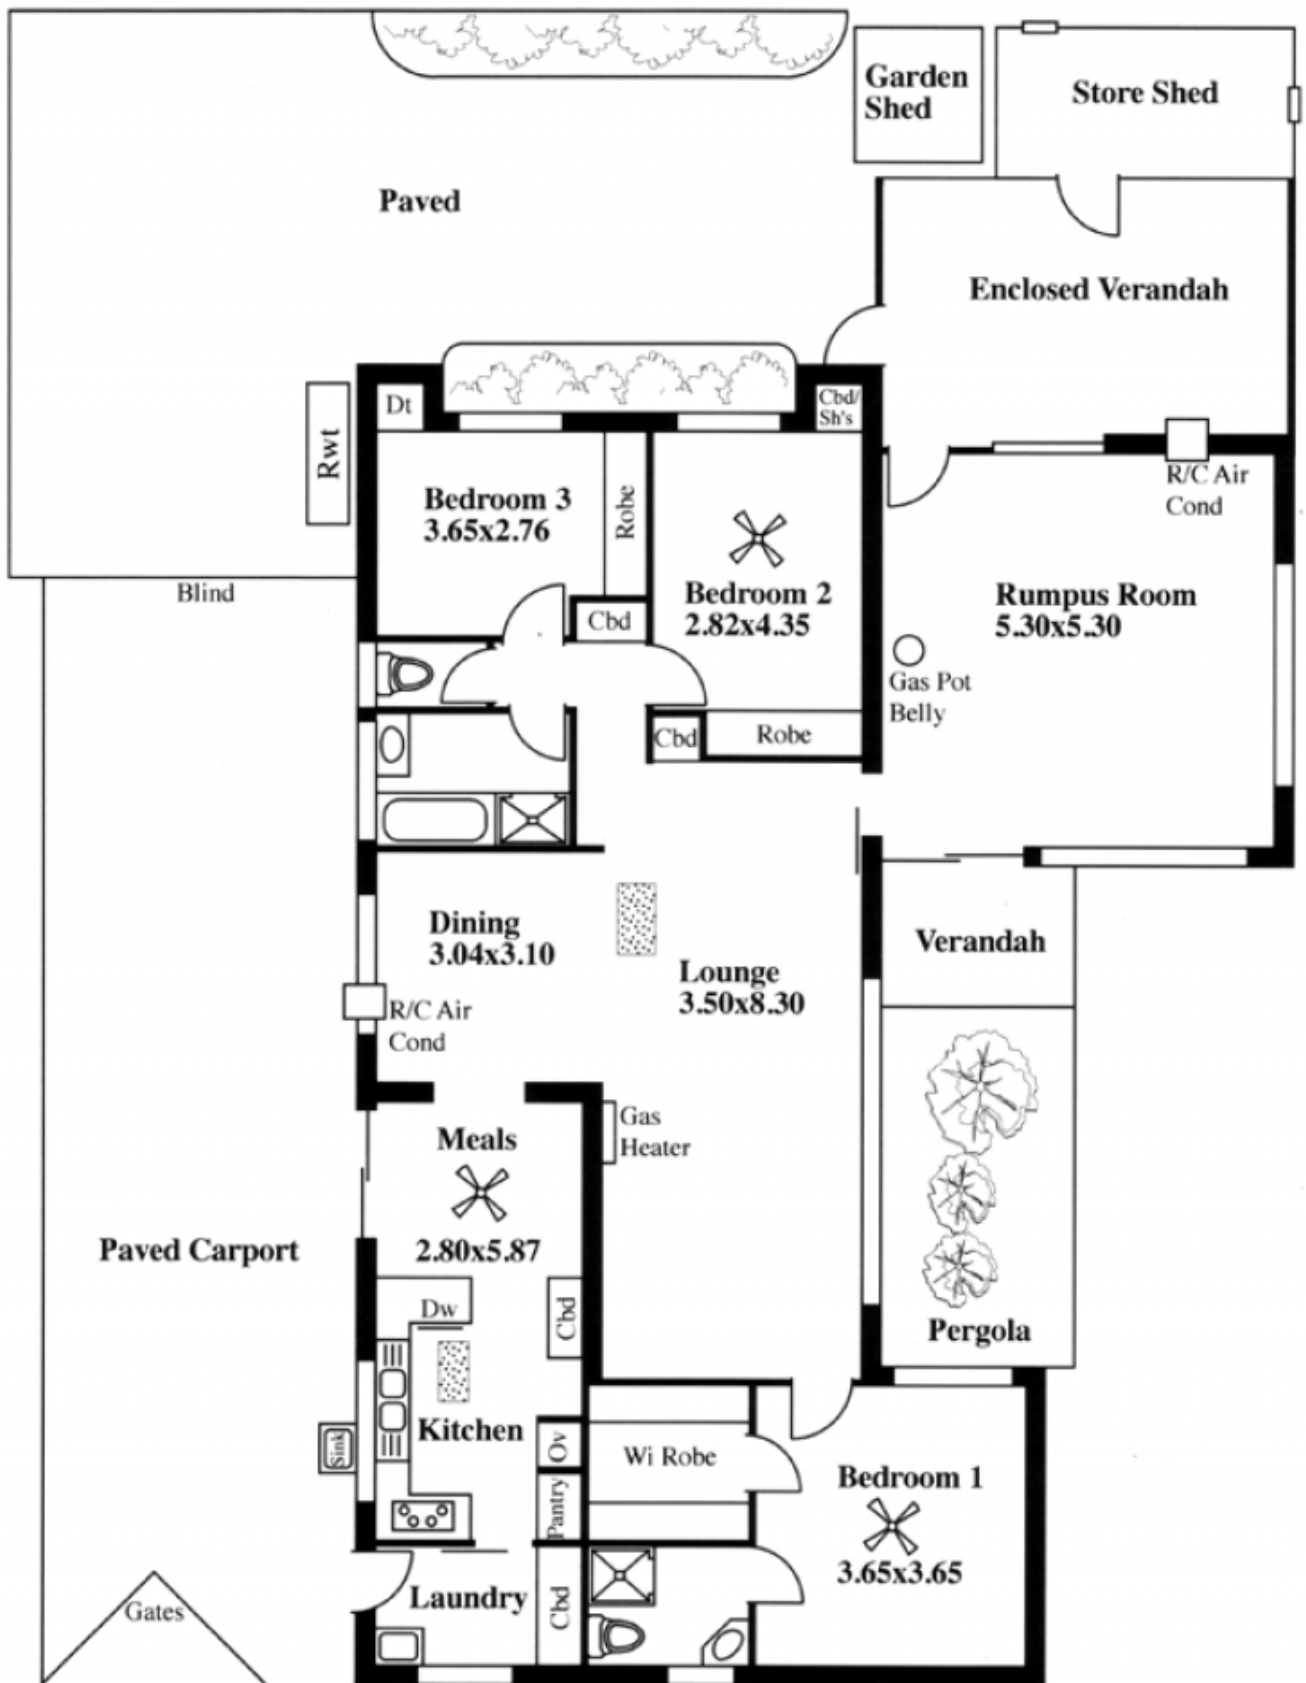 Garden
Shed
Store Shed
Paved
Enclosed Verandah
Dt
Cbd/
Sh's
Rwt
R/C Air
Cond
Bedroom 3
3.65x2.76
Robe
Bedroom 2
2.82x4.35
Rumpus Room
5.30x5.30
Blind
Cbd
Gas Pot
Belly
Cbd
Robe
Dining
3.04x3.10
Verandah
Lounge
3.50x8.30
R/C Air
Cond
Gas
Heater
Meals
2.80x5.87
Paved Carport
Dw
Cbd
Pergola
Kitchen
Sink
Ov
Wi Robe
Pantry
Bedroom 1
3.65x3.65
Laundry
Cbd
Gates